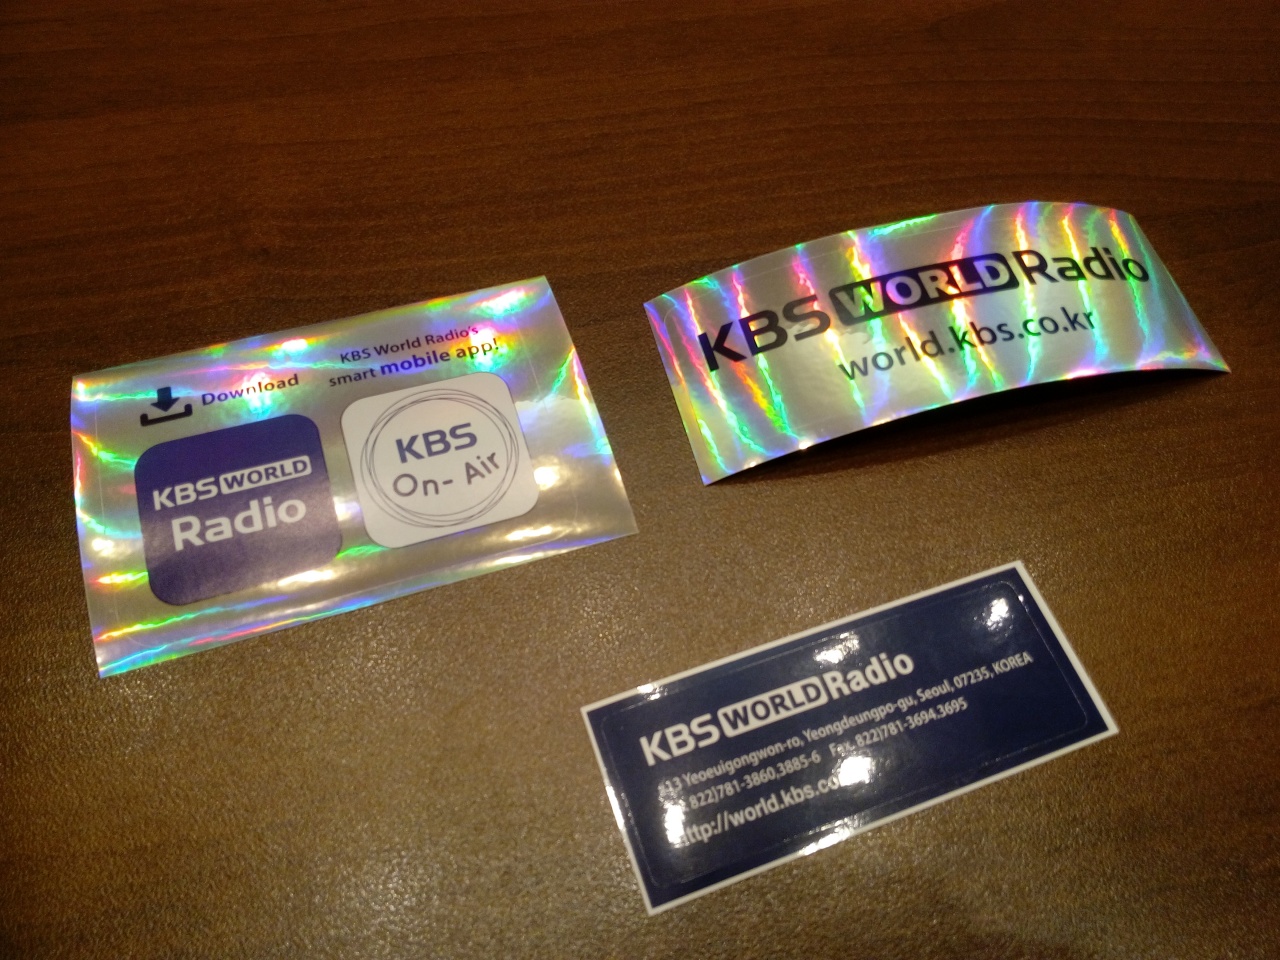 Download
KBS World Radio's
smart mobile app!
KBS WORLD
Radio
KBS
On-Air
KBS WORLD Radio
world.kbs.co.kr
KBS WORLD Radio
13 Yeoeuigongwon-ro, Yeongdeungpo-gu, Seoul, 07235, KOREA
822)781-3860,3885-6 Fax. 822)781-3694.3695
http://world.kbs.co